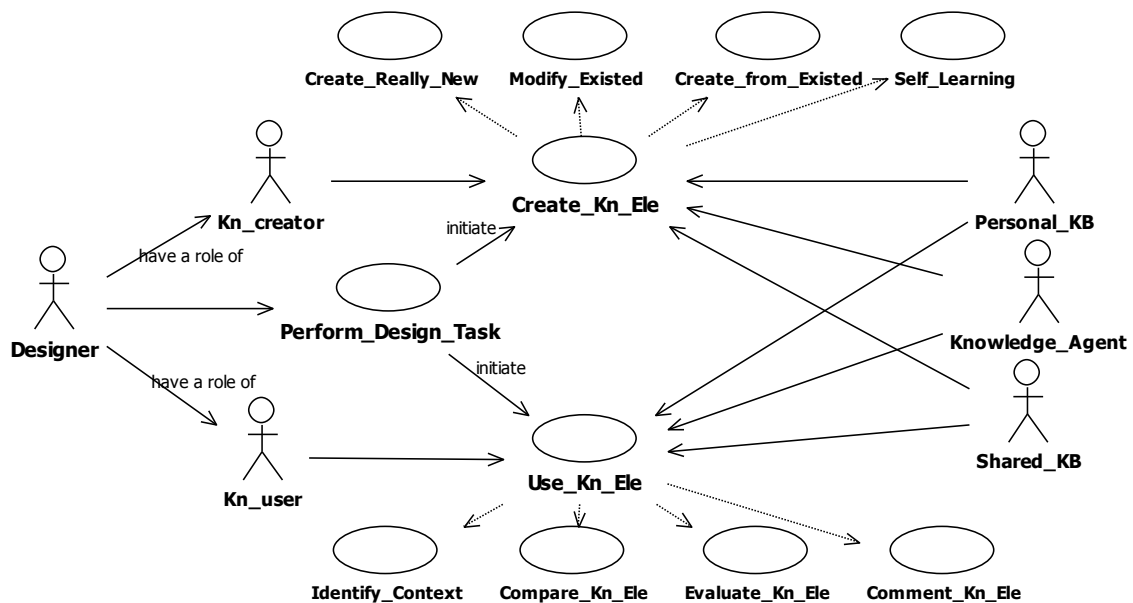 Create_Really_New
Modify_Existed
Create_from_Existed
Self_Learning
Kn_creator
Create_Kn_Ele
Personal_KB
initiate
have a role of
Designer
Perform_Design_Task
Knowledge_Agent
initiate
have a role of
Shared_KB
Kn_user
Use_Kn_Ele
Identify_Context
Compare_Kn_Ele
Evaluate_Kn_Ele
Comment_Kn_Ele